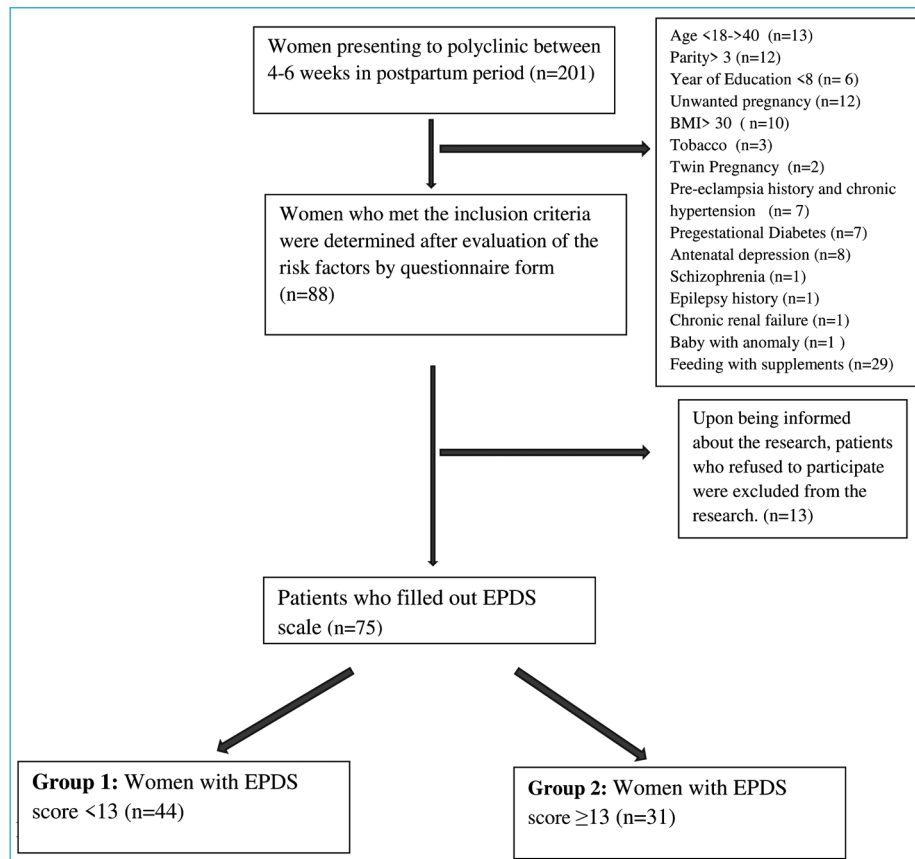 Women presenting to polyclinic between
4-6 weeks in postpartum period (n=201)
Age <18->40 (n=13)
Parity> 3 (n=12)
Year of Education <8 (n= 6)
Unwanted pregnancy (n=12)
BMI> 30 ( n=10)
Tobacco (n=3)
Twin Pregnancy (n=2)
Pre-eclampsia history and chronic
hypertension (n= 7)
Pregestational Diabetes (n=7)
Antenatal depression (n=8)
Schizophrenia (n=1)
Epilepsy history (n=1)
Chronic renal failure (n=1)
Baby with anomaly (n=1 )
Feeding with supplements (n=29)
Women who met the inclusion criteria
were determined after evaluation of the
risk factors by questionnaire form
(n=88)
Upon being informed
about the research, patients
who refused to participate
were excluded from the
research. (n=13)
Patients who filled out EPDS
scale (n=75)
Group 1: Women with EPDS
score <13 (n=44)
Group 2: Women with EPDS
score ≥13 (n=31)